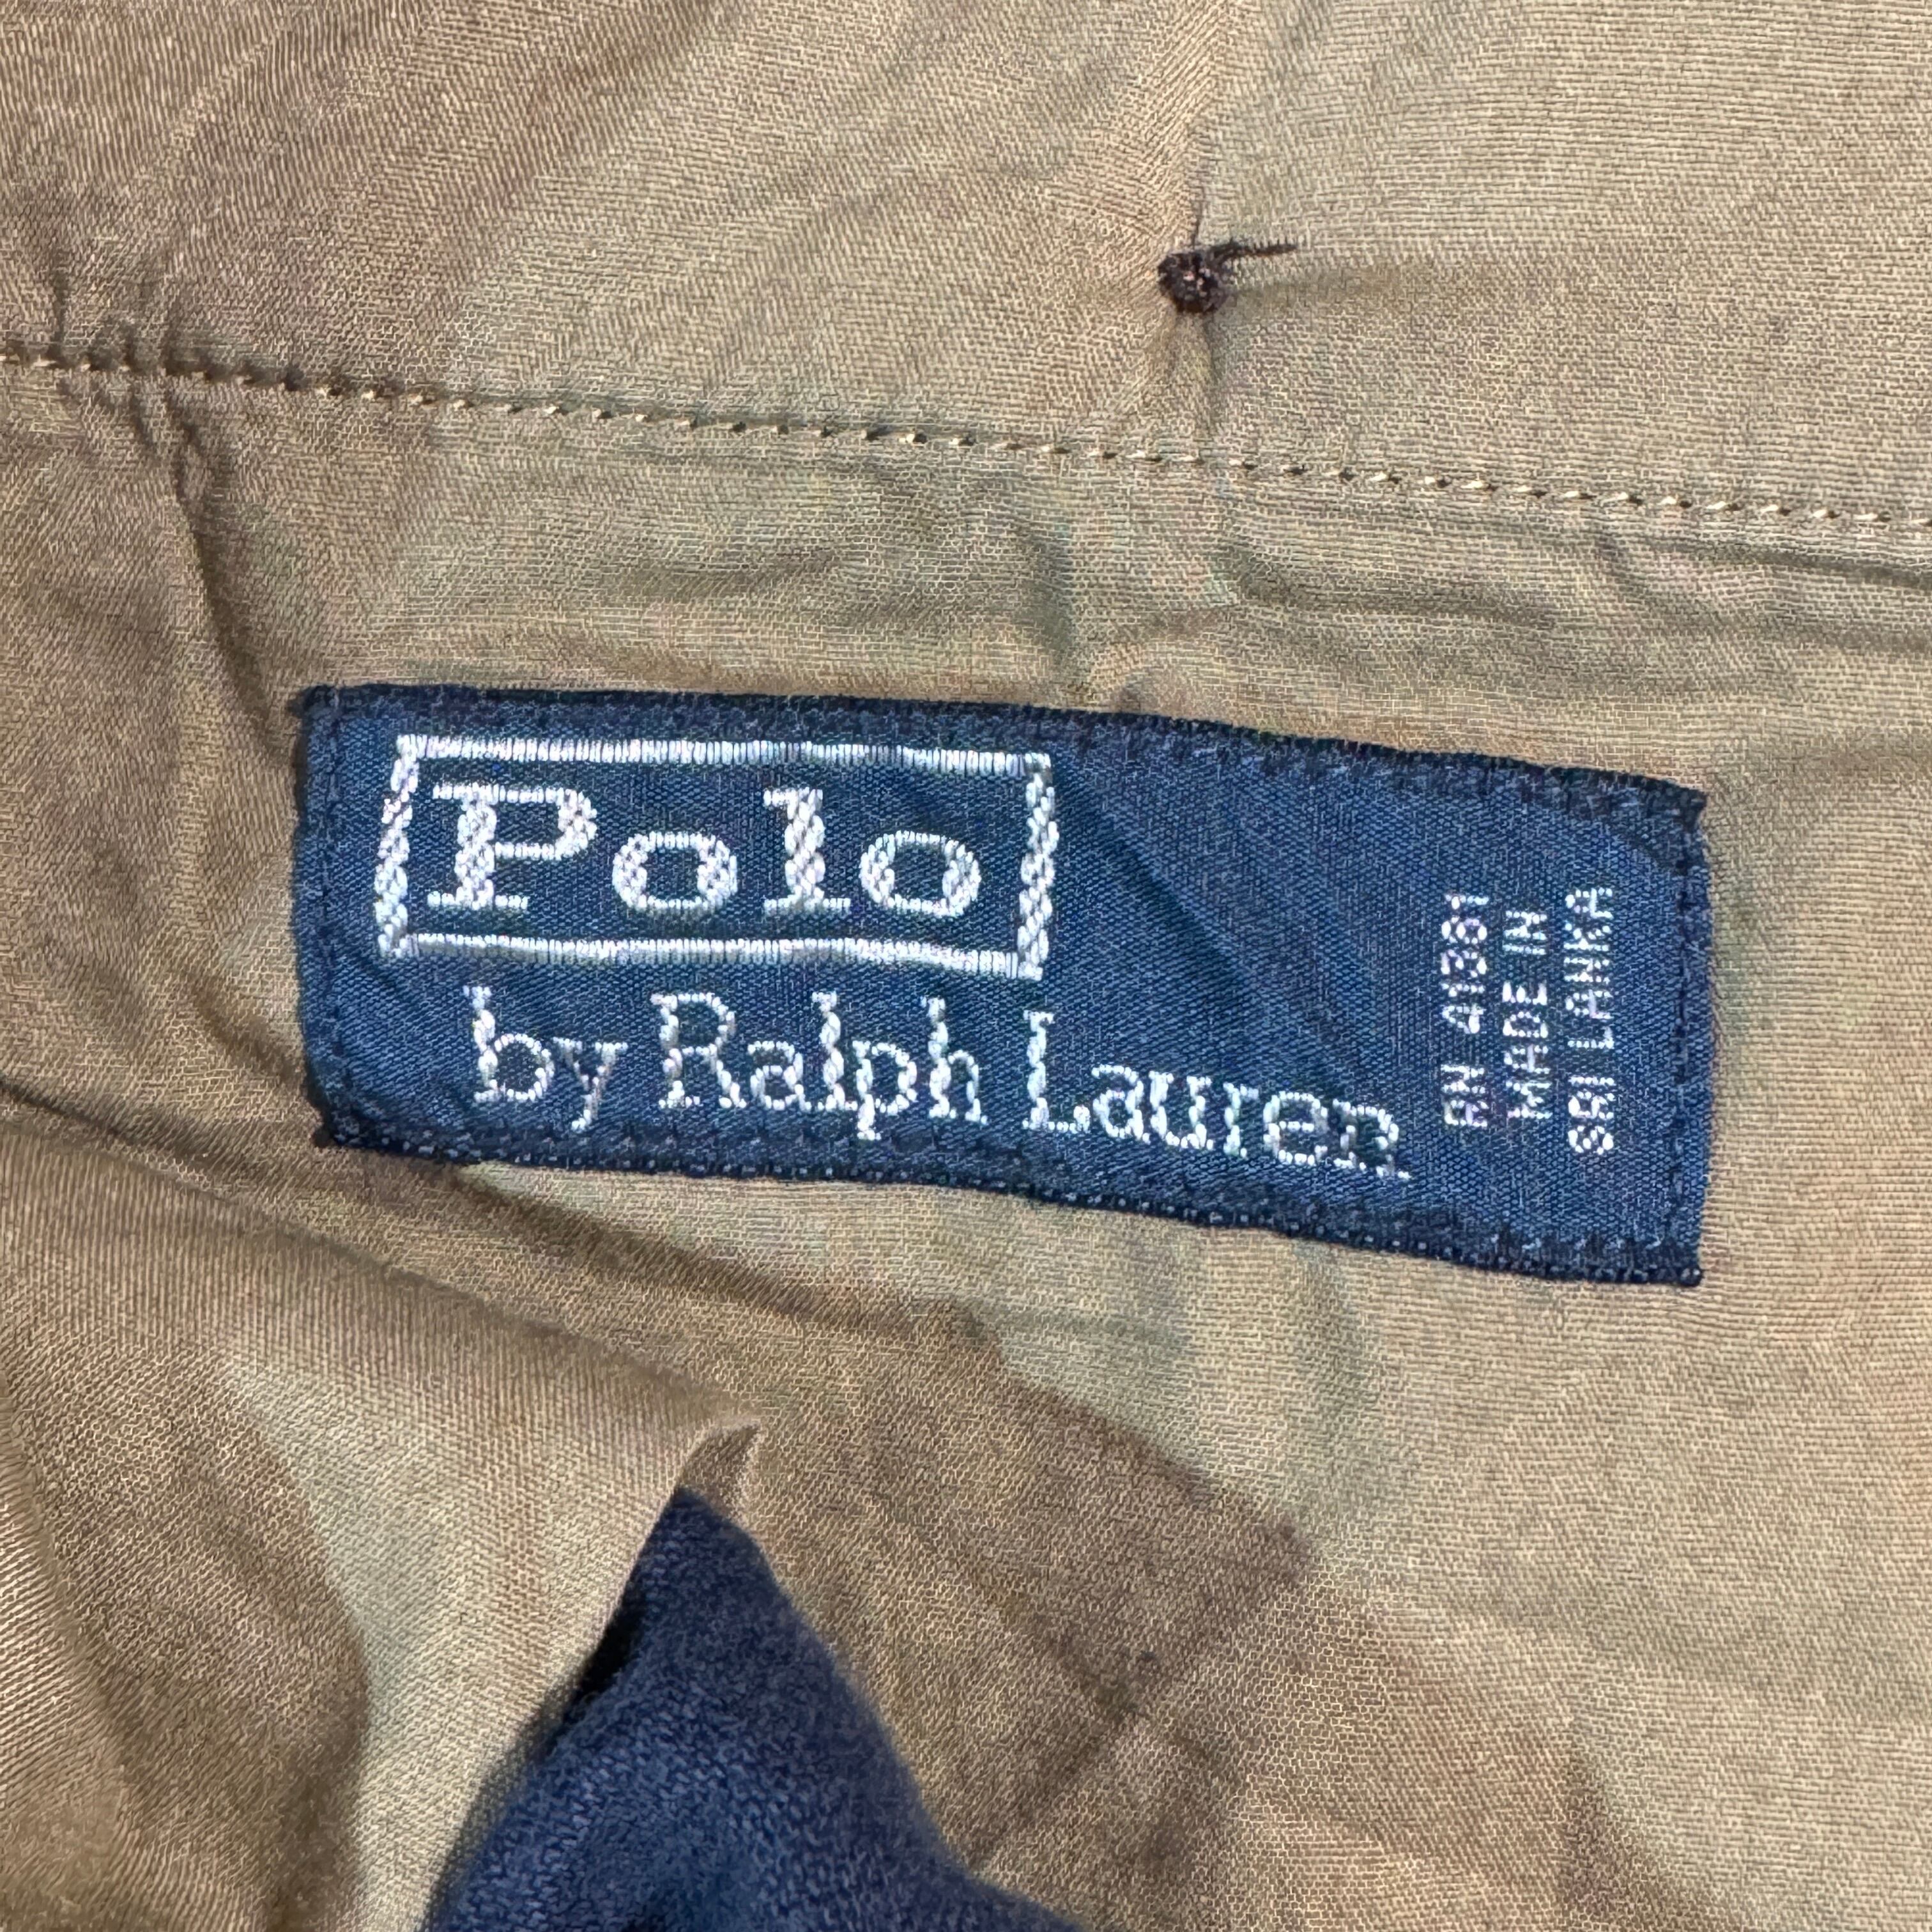 Polo
by Ralph Lauren
RN 41381
MADE IN
SRI LANKA